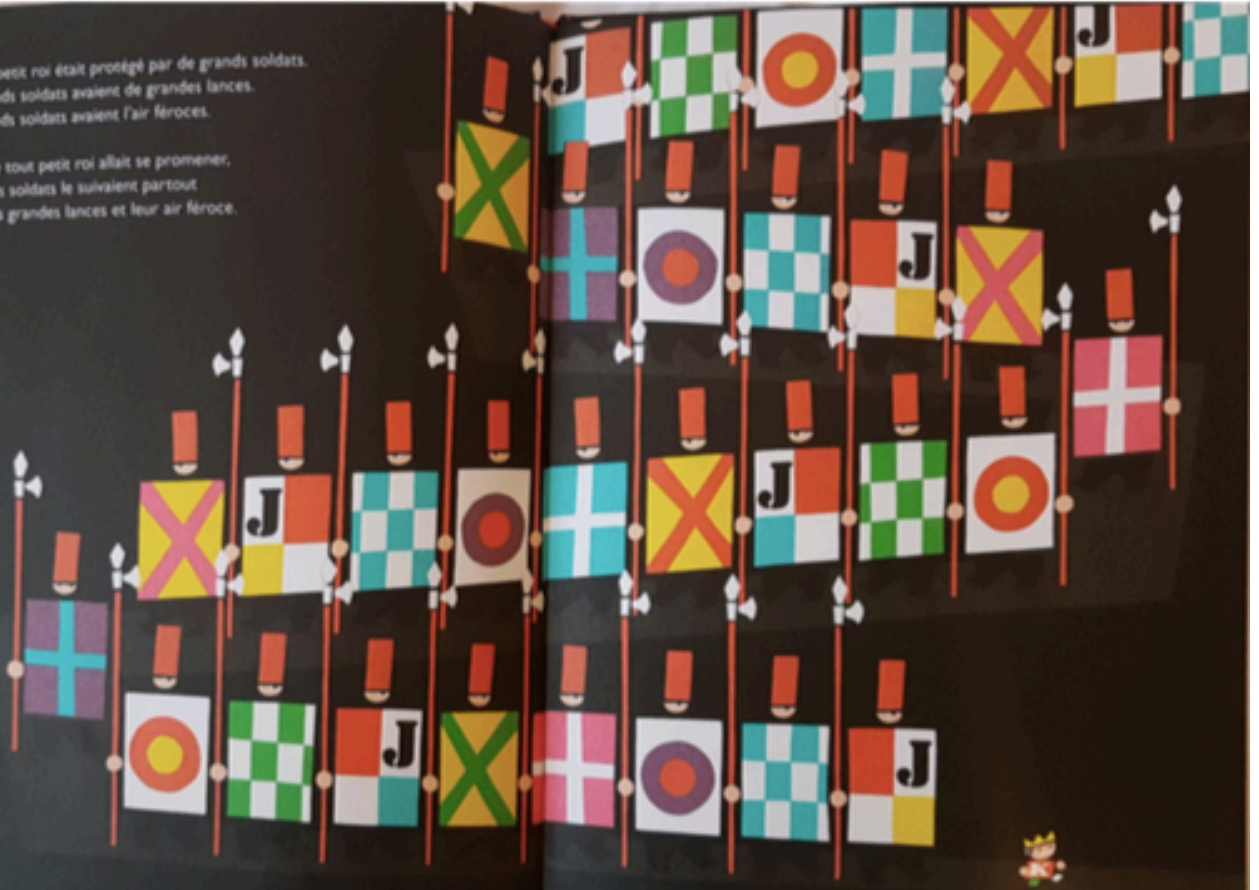 petit roi était protégé par de grands soldats.
ds soldats avaient de grandes lances.
ds soldats avaient l'air féroces.
tout petit roi allait se promener,
soldats le suivaient partout
grandes lances et leur air féroce.
J
J
J
J
J
J
J
K